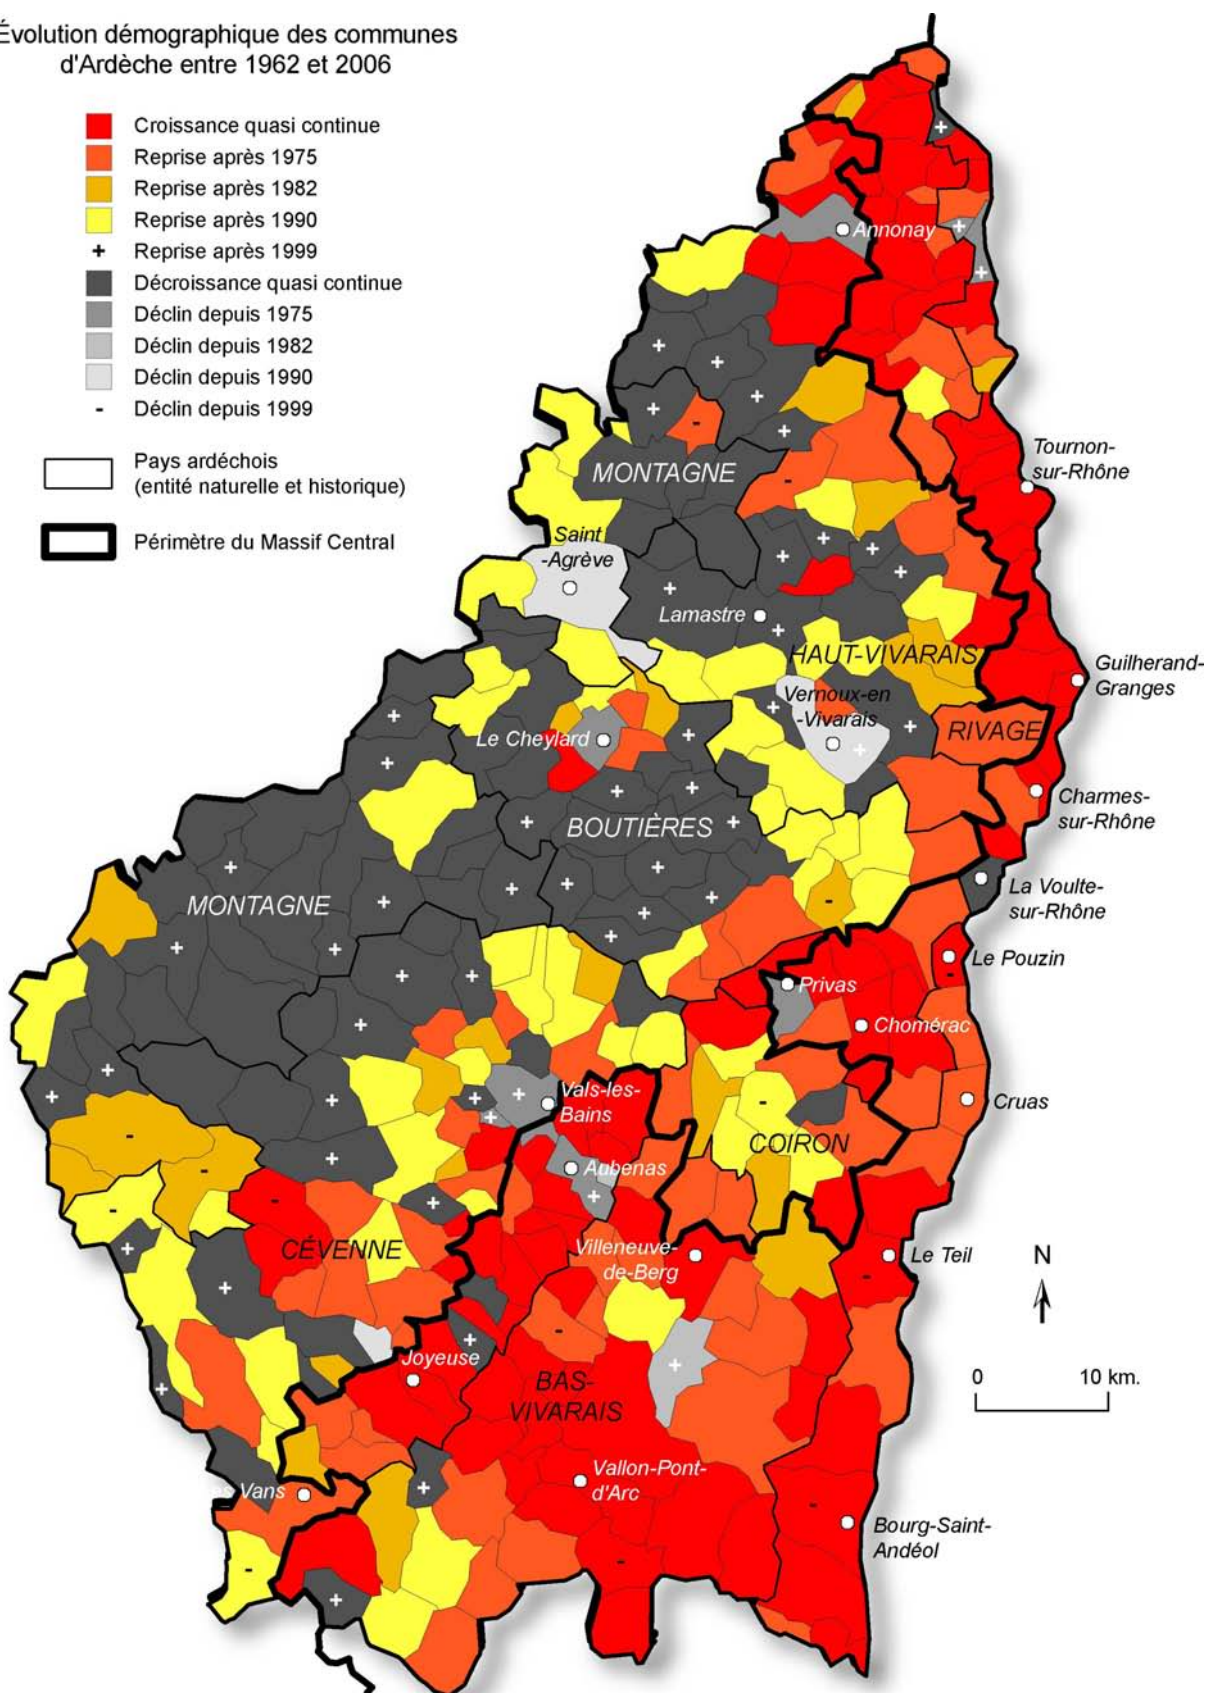 Évolution démographique des communes
d'Ardèche entre 1962 et 2006
Croissance quasi continue
Reprise après 1975
Reprise après 1982
Reprise après 1990
+ Reprise après 1999
Décroissance quasi continue
Déclin depuis 1975
Déclin depuis 1982
Déclin depuis 1990
- Déclin depuis 1999
Pays ardéchois
(entité naturelle et historique)
Périmètre du Massif Central
Annonay
Tournon-
sur-Rhône
MONTAGNE
Saint
-Agrève
Lamastre
HAUT-VIVARAIS
Guilherand-
Granges
Vernoux-en
-Vivarais
RIVAGE
Le Cheylard
Charmes-
sur-Rhône
BOUTIÈRES
La Voulte-
sur-Rhône
MONTAGNE
Le Pouzin
Privas
Chomérac
Vals-les-
Bains
Cruas
COIRON
Aubenas
CÉVENNE
Villeneuve-
de-Berg
Le Teil
N
Joyeuse
BAS-
VIVARAIS
0 10 km.
Vallon-Pont-
d'Arc
es Vans
Bourg-Saint-
Andéol